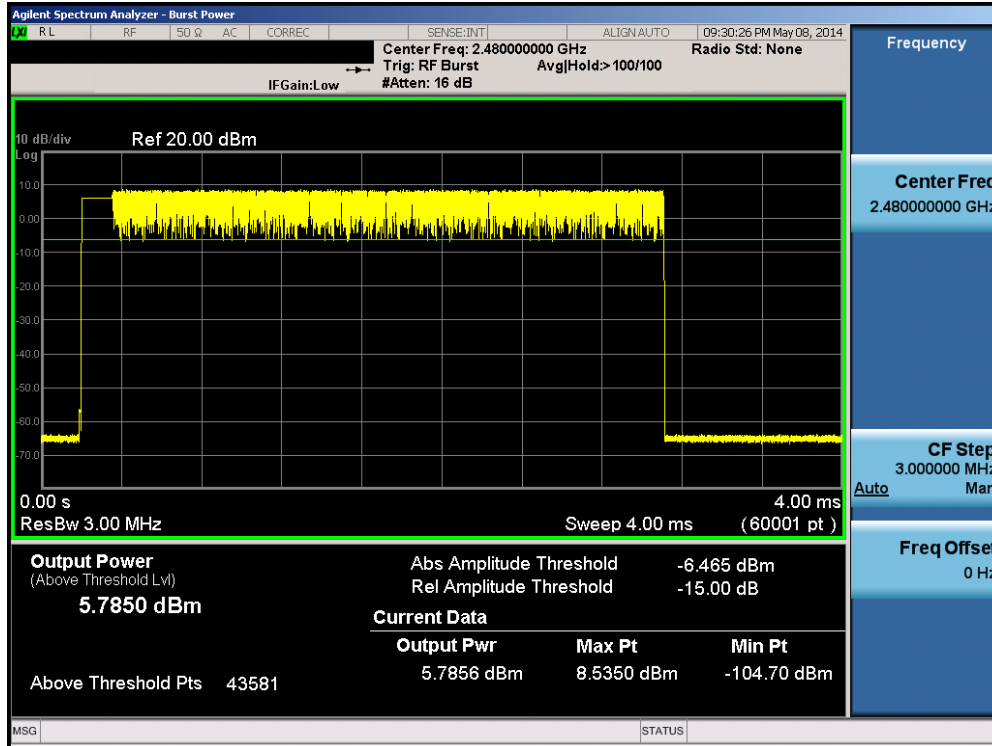 Agilent Spectrum Analyzer - Burst Power
LXI RL RF 50 Ω AC CORREC SENSE:INT ALIGN AUTO 09:30:26 PM May 08, 2014
Center Freq: 2.480000000 GHz Radio Std: None
Trig: RF Burst Avg|Hold:>100/100
IFGain:Low #Atten: 16 dB
10 dB/div Ref 20.00 dBm
Log
10.0
0.00
-10.0
-20.0
-30.0
-40.0
-50.0
-60.0
-70.0
0.00 s 4.00 ms
ResBw 3.00 MHz Sweep 4.00 ms (60001 pt )
Output Power
(Above Threshold Lvl)
5.7850 dBm
Above Threshold Pts 43581
Abs Amplitude Threshold -6.465 dBm
Rel Amplitude Threshold -15.00 dB
Current Data
Output Pwr Max Pt Min Pt
5.7856 dBm 8.5350 dBm -104.70 dBm
MSG STATUS
Frequency
Center Freq
2.480000000 GHz
CF Step
3.000000 MHz
Auto Man
Freq Offset
0 Hz